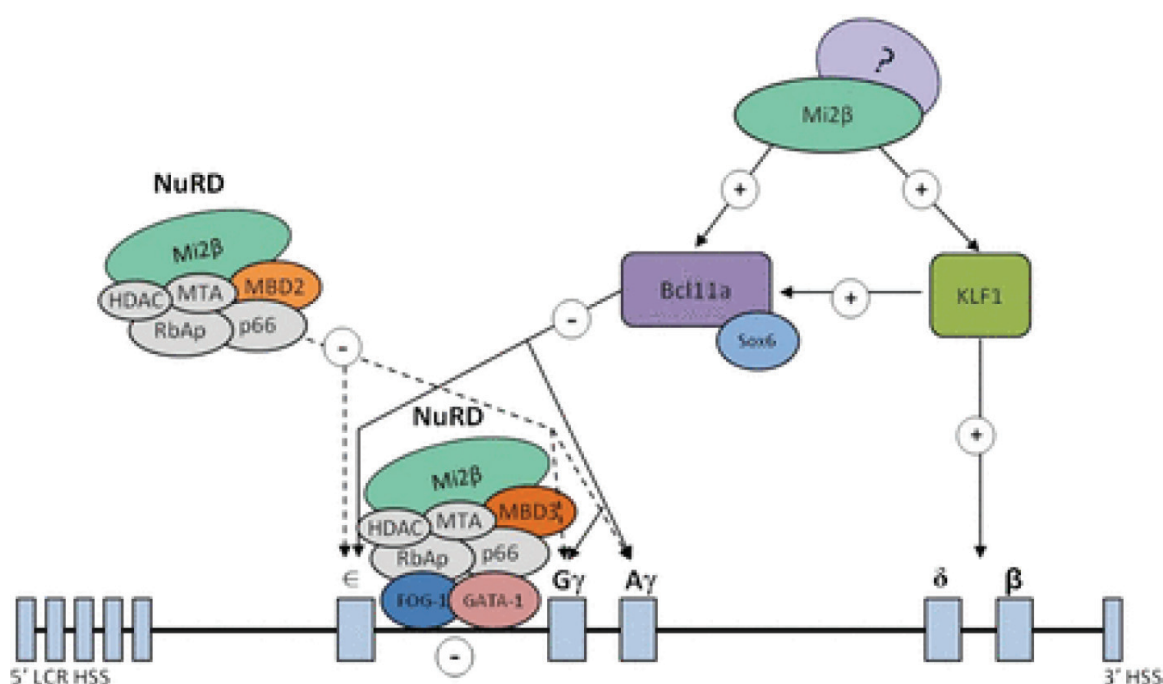 ?
Mi2β
+
+
NuRD
Mi2β
HDAC
MTA
MBD2
RbAp
p66
Bcl11a
Sox6
+
KLF1
-
-
NuRD
+
Mi2β
HDAC
MTA
MBD3
RbAp
p66
FOG-1
GATA-1
∈
Gγ
Aγ
δ
β
-
5′ LCR HSS
3′ HSS